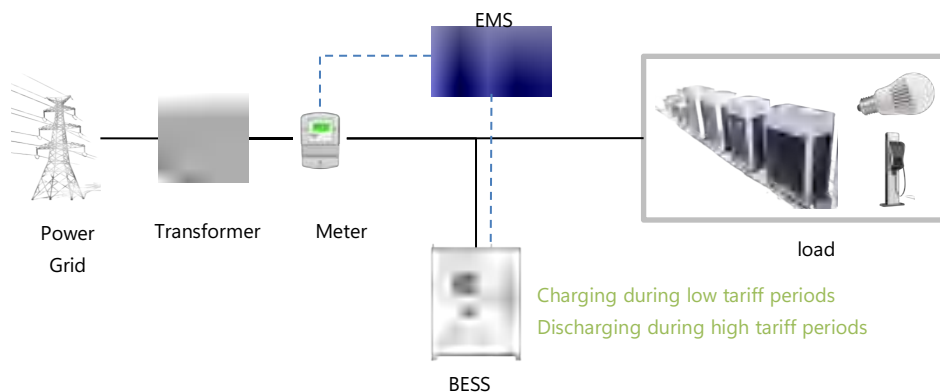 EMS
Power
Grid
Transformer
Meter
load
Charging during low tariff periods
Discharging during high tariff periods
BESS